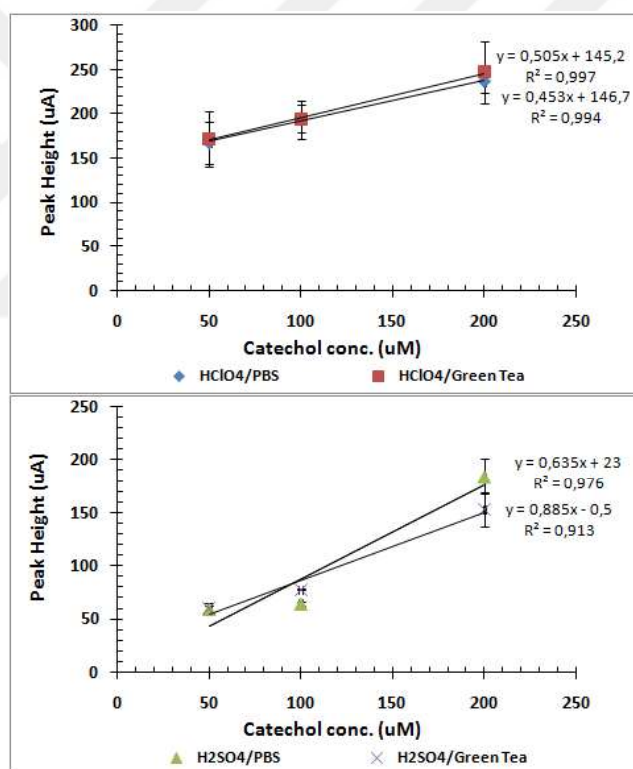 300
y = 0,505x + 145,2
250
R² = 0,997
200
y = 0,453x + 146,7
R² = 0,994
150
100
50
0
Peak Height (uA)
0 50 100 150 200 250
Catechol conc. (uM)
HClO4/PBS HClO4/Green Tea
250
200
y = 0,635x + 23
R² = 0,976
150
y = 0,885x - 0,5
R² = 0,913
100
50
0
Peak Height (uA)
0 50 100 150 200 250
Catechol conc. (uM)
H2SO4/PBS H2SO4/Green Tea